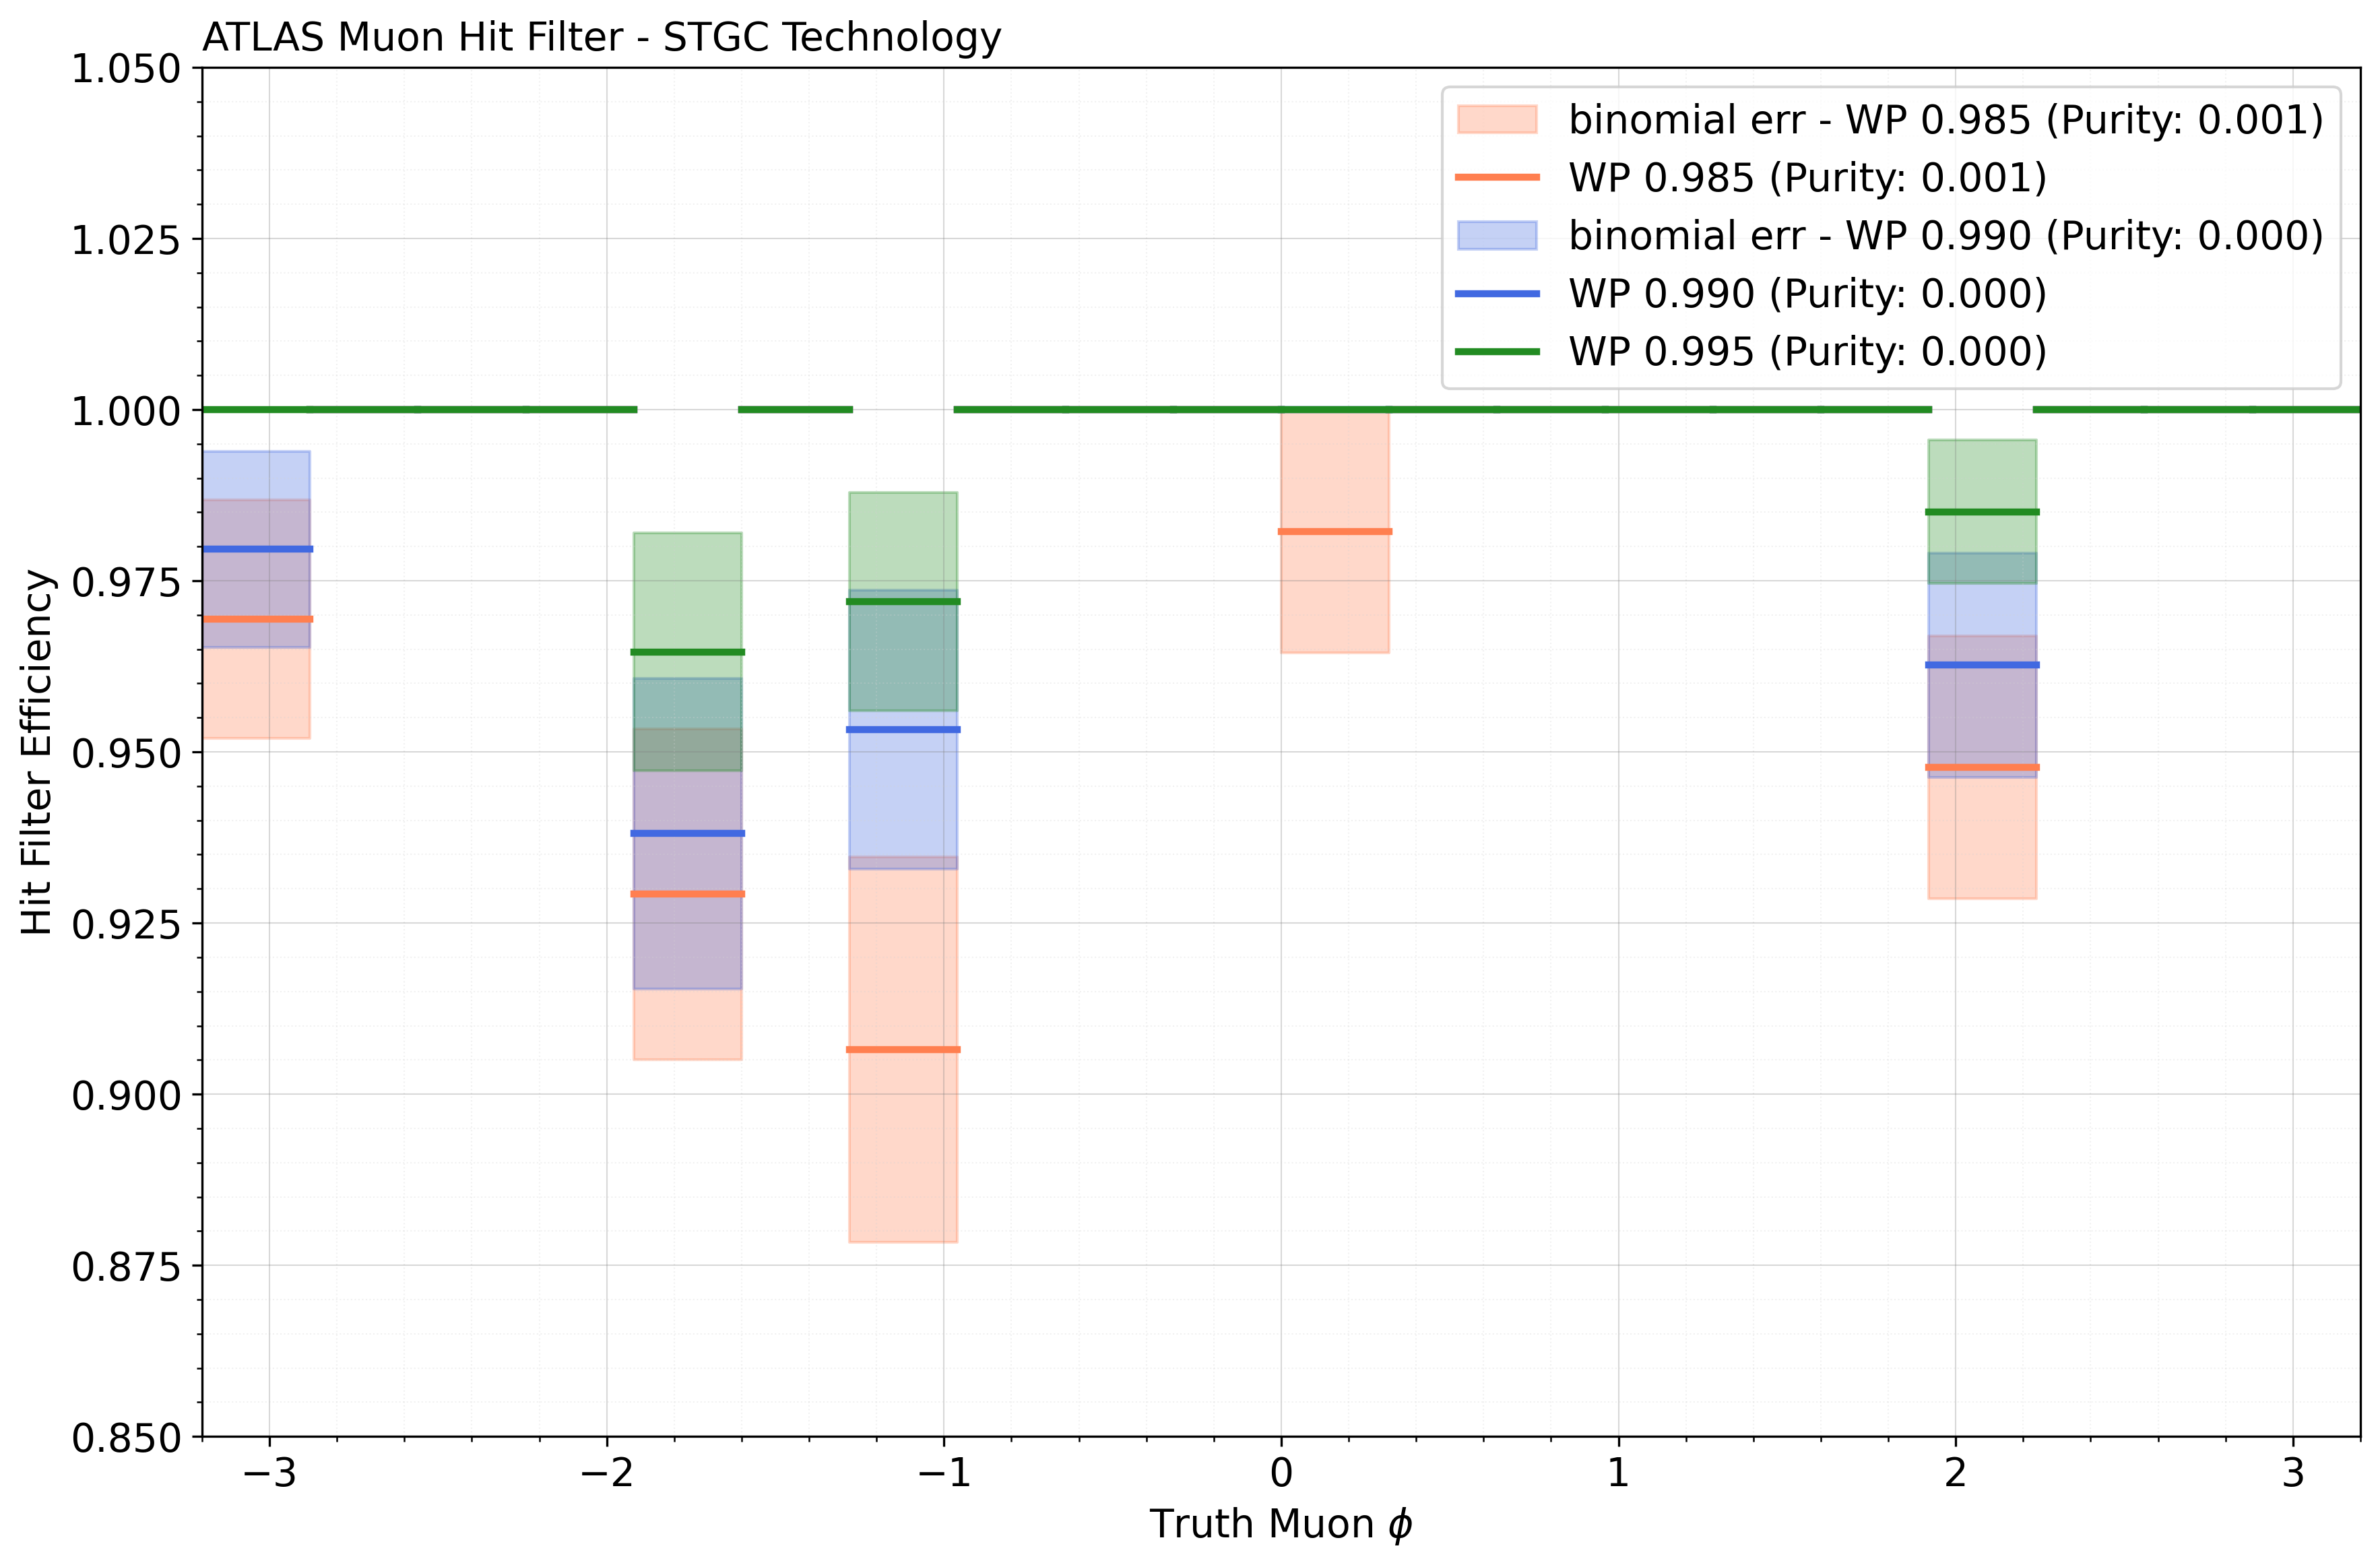 ATLAS Muon Hit Filter - STGC Technology
1.050
1.025
1.000
0.975
0.950
0.925
0.900
0.875
0.850
Hit Filter Efficiency
binomial err - WP 0.985 (Purity: 0.001)
WP 0.985 (Purity: 0.001)
binomial err - WP 0.990 (Purity: 0.000)
WP 0.990 (Purity: 0.000)
WP 0.995 (Purity: 0.000)
−3 −2 −1 0 1 2 3
Truth Muon ϕ